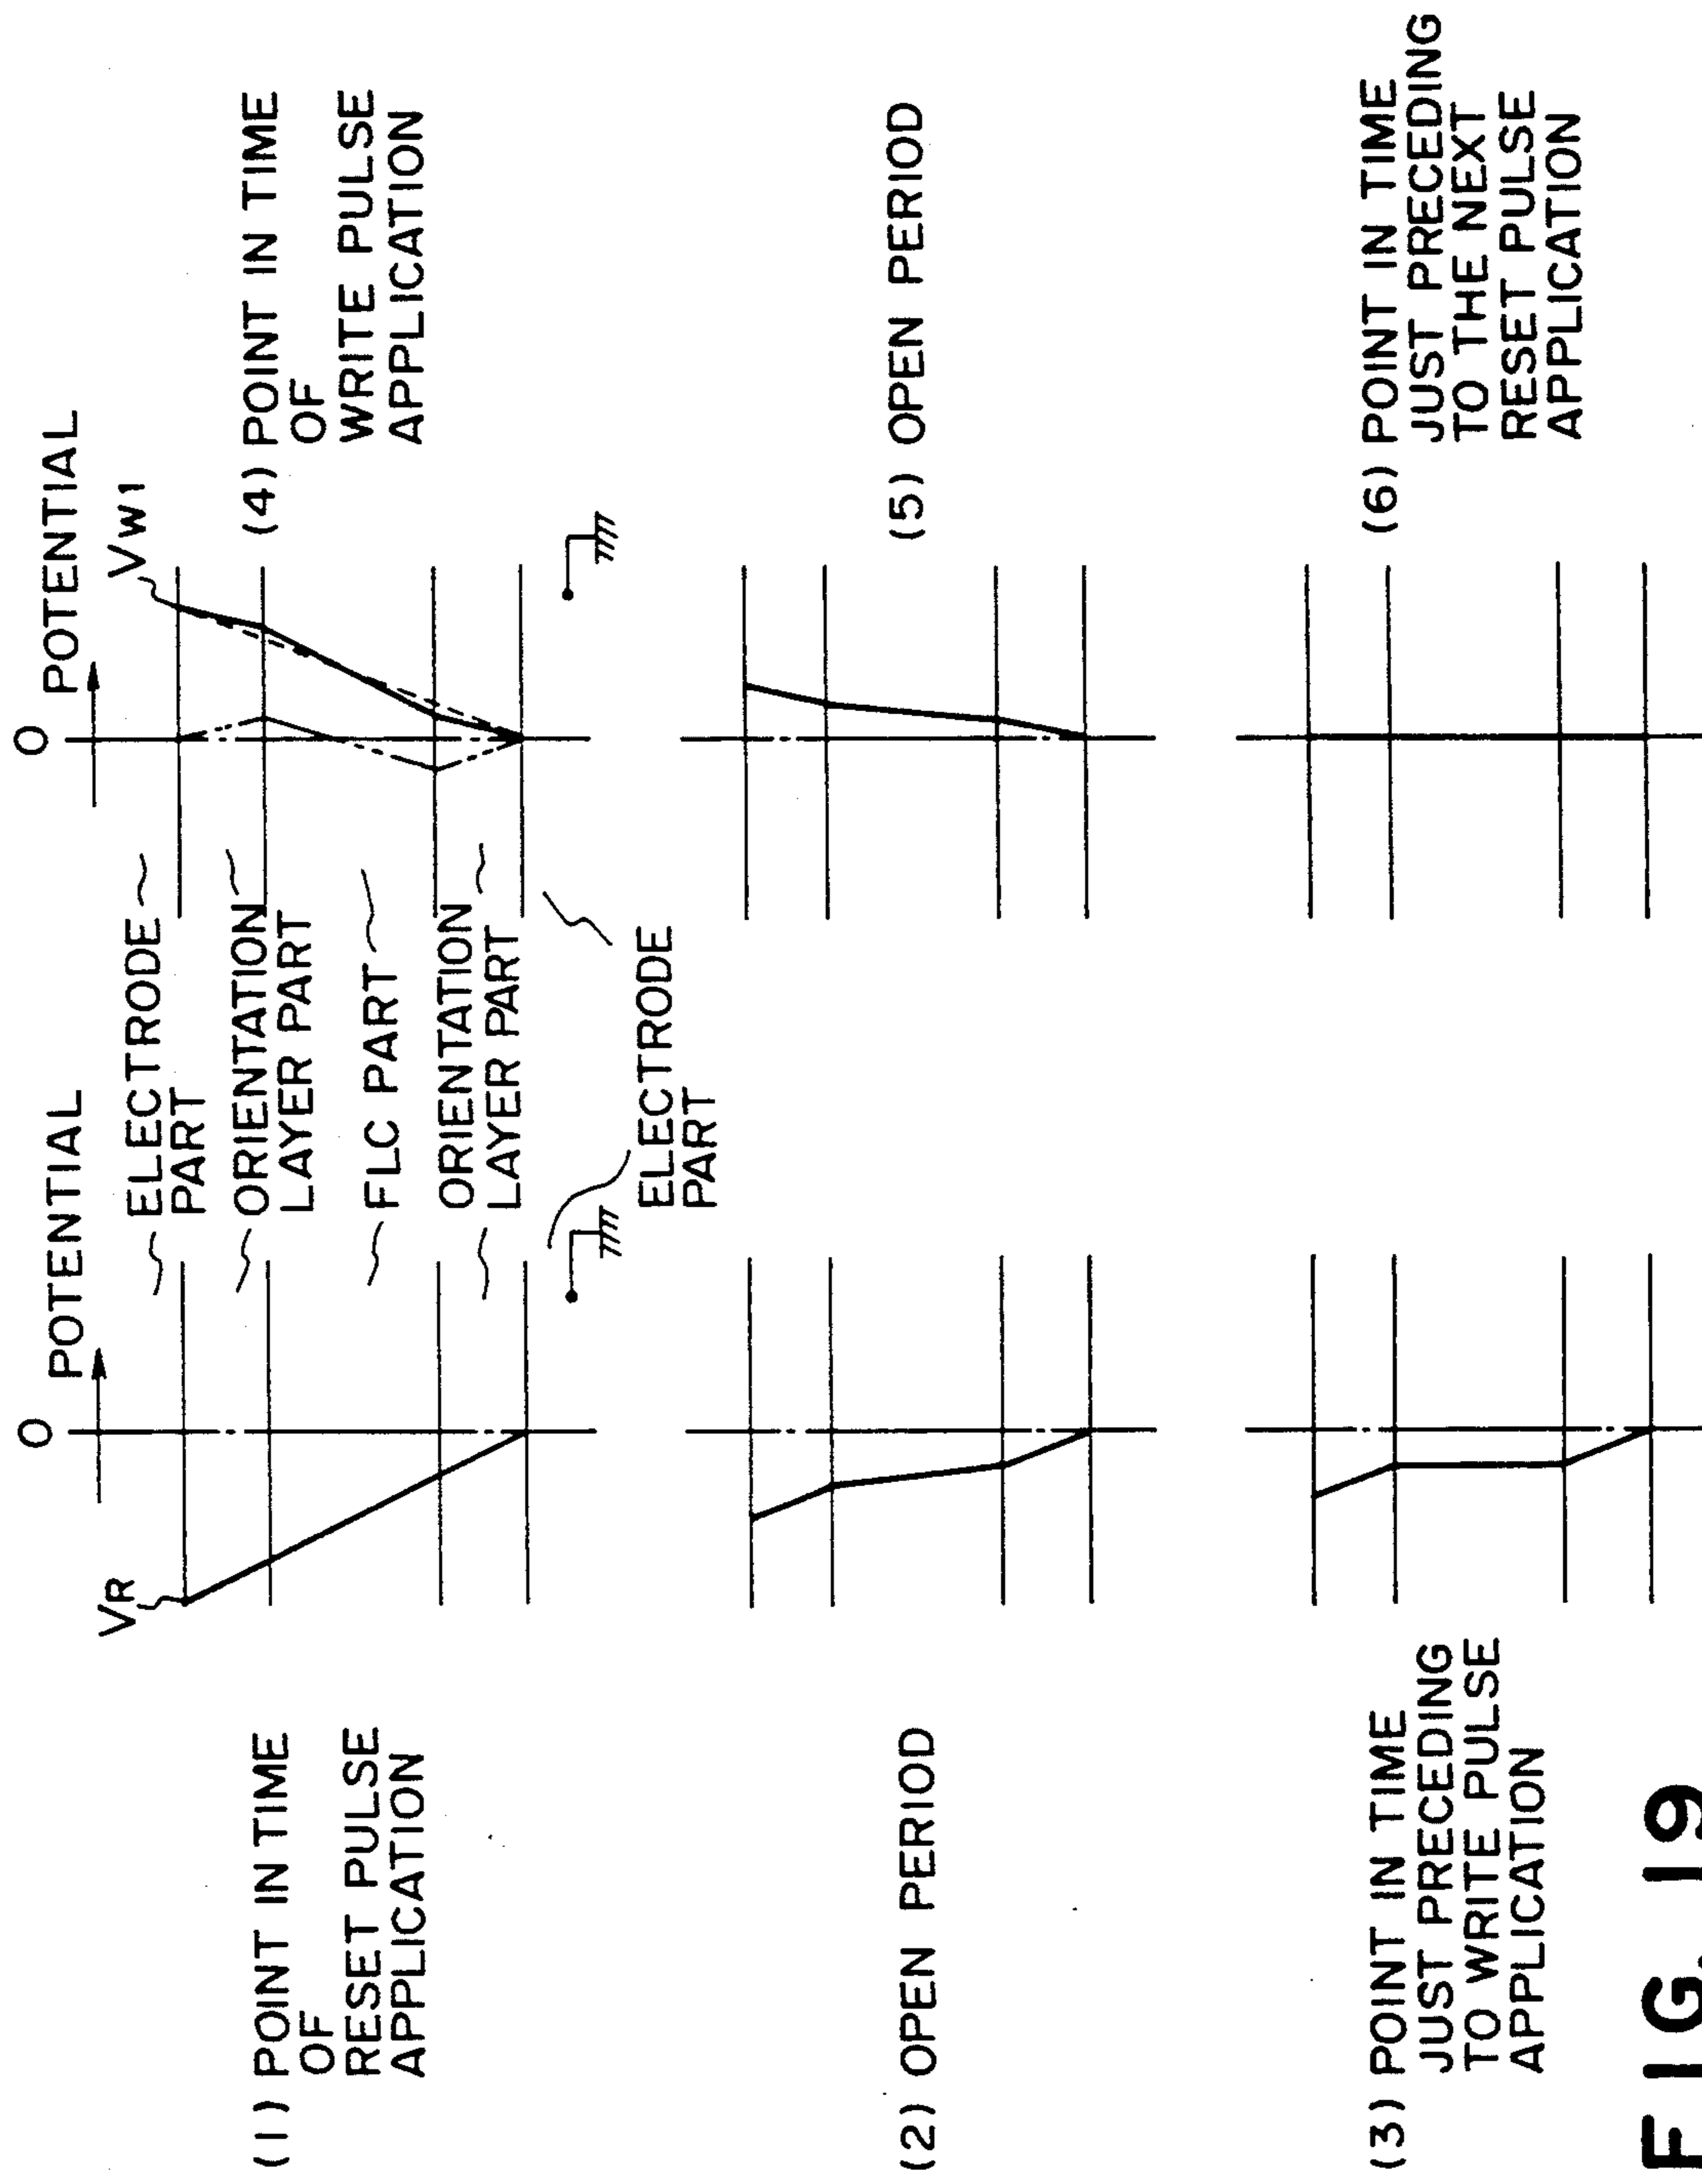 (1) POINT IN TIME
OF
RESET PULSE
APPLICATION
0
POTENTIAL
VR
ELECTRODE
PART
ORIENTATION
LAYER PART
FLC PART
ORIENTATION
LAYER PART
ELECTRODE
PART
0
POTENTIAL
VW1
(4) POINT IN TIME
OF
WRITE PULSE
APPLICATION
(2) OPEN PERIOD
(5) OPEN PERIOD
(3) POINT IN TIME
JUST PRECEDING
TO WRITE PULSE
APPLICATION
(6) POINT IN TIME
JUST PRECEDING
TO THE NEXT
RESET PULSE
APPLICATION
FIG. 19